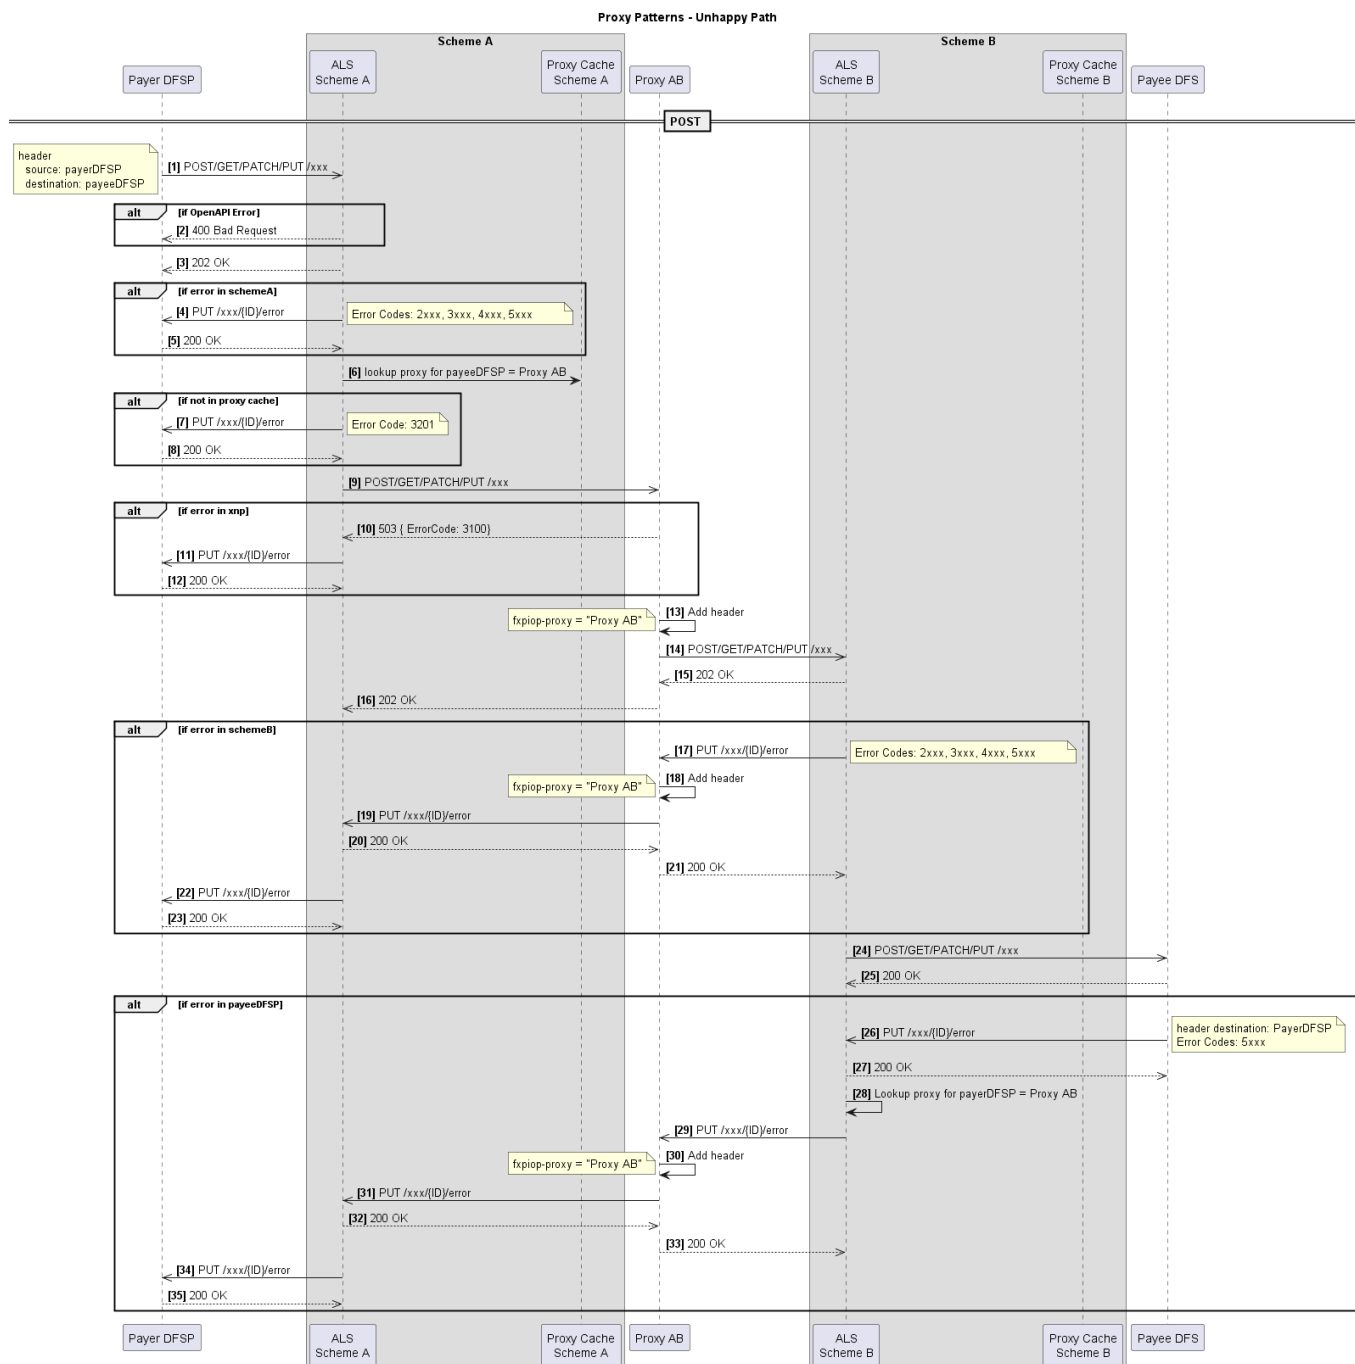 Proxy Patterns - Unhappy Path
Scheme A
Scheme B
Payer DFSP
ALS
Scheme A
Proxy Cache
Scheme A
Proxy AB
ALS
Scheme B
Proxy Cache
Scheme B
Payee DFS
POST
header
source: payerDFSP
destination: payeeDFSP
[1] POST/GET/PATCH/PUT /xxx
alt [if OpenAPI Error]
[2] 400 Bad Request
[3] 202 OK
alt [if error in schemeA]
[4] PUT /xxx/{ID}/error
Error Codes: 2xxx, 3xxx, 4xxx, 5xxx
[5] 200 OK
[6] lookup proxy for payeeDFSP = Proxy AB
alt [if not in proxy cache]
[7] PUT /xxx/{ID}/error
Error Code: 3201
[8] 200 OK
[9] POST/GET/PATCH/PUT /xxx
alt [if error in xnp]
[10] 503 { ErrorCode: 3100}
[11] PUT /xxx/{ID}/error
[12] 200 OK
fxpiop-proxy = "Proxy AB"
[13] Add header
[14] POST/GET/PATCH/PUT /xxx
[15] 202 OK
[16] 202 OK
alt [if error in schemeB]
[17] PUT /xxx/{ID}/error
Error Codes: 2xxx, 3xxx, 4xxx, 5xxx
fxpiop-proxy = "Proxy AB"
[18] Add header
[19] PUT /xxx/{ID}/error
[20] 200 OK
[21] 200 OK
[22] PUT /xxx/{ID}/error
[23] 200 OK
[24] POST/GET/PATCH/PUT /xxx
[25] 200 OK
alt [if error in payeeDFSP]
[26] PUT /xxx/{ID}/error
header destination: PayerDFSP
Error Codes: 5xxx
[27] 200 OK
[28] Lookup proxy for payerDFSP = Proxy AB
[29] PUT /xxx/{ID}/error
fxpiop-proxy = "Proxy AB"
[30] Add header
[31] PUT /xxx/{ID}/error
[32] 200 OK
[33] 200 OK
[34] PUT /xxx/{ID}/error
[35] 200 OK
Payer DFSP
ALS
Scheme A
Proxy Cache
Scheme A
Proxy AB
ALS
Scheme B
Proxy Cache
Scheme B
Payee DFS